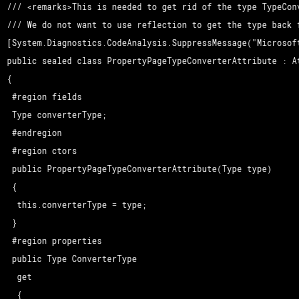 /// <remarks>This is needed to get rid of the type TypeConv
/// We do not want to use reflection to get the type back f
[System.Diagnostics.CodeAnalysis.SuppressMessage("Microsoft
public sealed class PropertyPageTypeConverterAttribute : At
{
#region fields
Type converterType;
#endregion
#region ctors
public PropertyPageTypeConverterAttribute(Type type)
{
this.converterType = type;
}
#region properties
public Type ConverterType
get
{